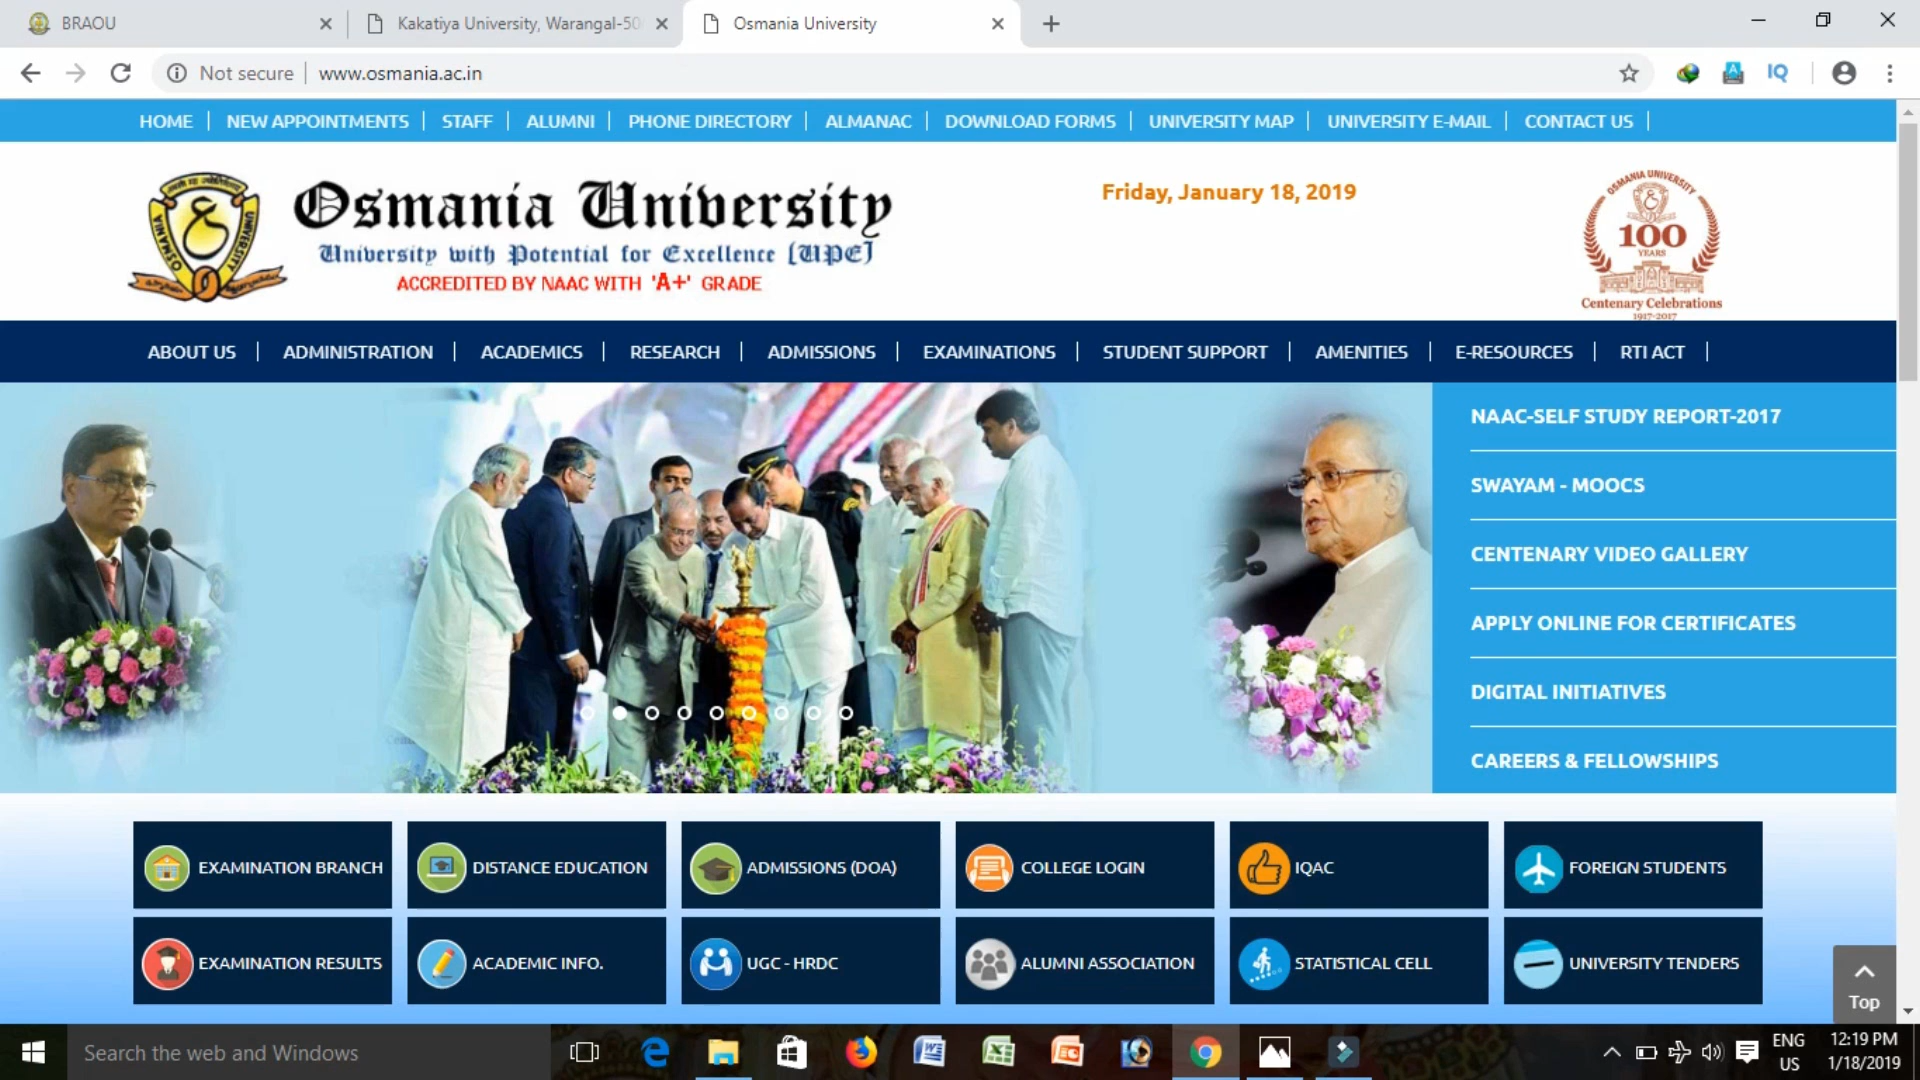 BRAOU
Kakatiya University, Warangal-50
Osmania University
Not secure
www.osmania.ac.in
IQ
HOME
NEW APPOINTMENTS
STAFF
ALUMNI
PHONE DIRECTORY
ALMANAC
DOWNLOAD FORMS
UNIVERSITY MAP
UNIVERSITY E-MAIL
CONTACT US
OSMANIA UNIVERSITY
Osmania University
University with Potential for Excellence [UPE]
ACCREDITED BY NAAC WITH 'A+' GRADE
Friday, January 18, 2019
OSMANIA UNIVERSITY
100
YEARS
Centenary Celebrations
1917-2017
ABOUT US
ADMINISTRATION
ACADEMICS
RESEARCH
ADMISSIONS
EXAMINATIONS
STUDENT SUPPORT
AMENITIES
E-RESOURCES
RTI ACT
NAAC-SELF STUDY REPORT-2017
SWAYAM - MOOCS
CENTENARY VIDEO GALLERY
APPLY ONLINE FOR CERTIFICATES
DIGITAL INITIATIVES
CAREERS & FELLOWSHIPS
EXAMINATION BRANCH
DISTANCE EDUCATION
ADMISSIONS (DOA)
COLLEGE LOGIN
IQAC
FOREIGN STUDENTS
EXAMINATION RESULTS
ACADEMIC INFO.
UGC - HRDC
ALUMNI ASSOCIATION
STATISTICAL CELL
UNIVERSITY TENDERS
Top
Search the web and Windows
ENG
US
12:19 PM
1/18/2019